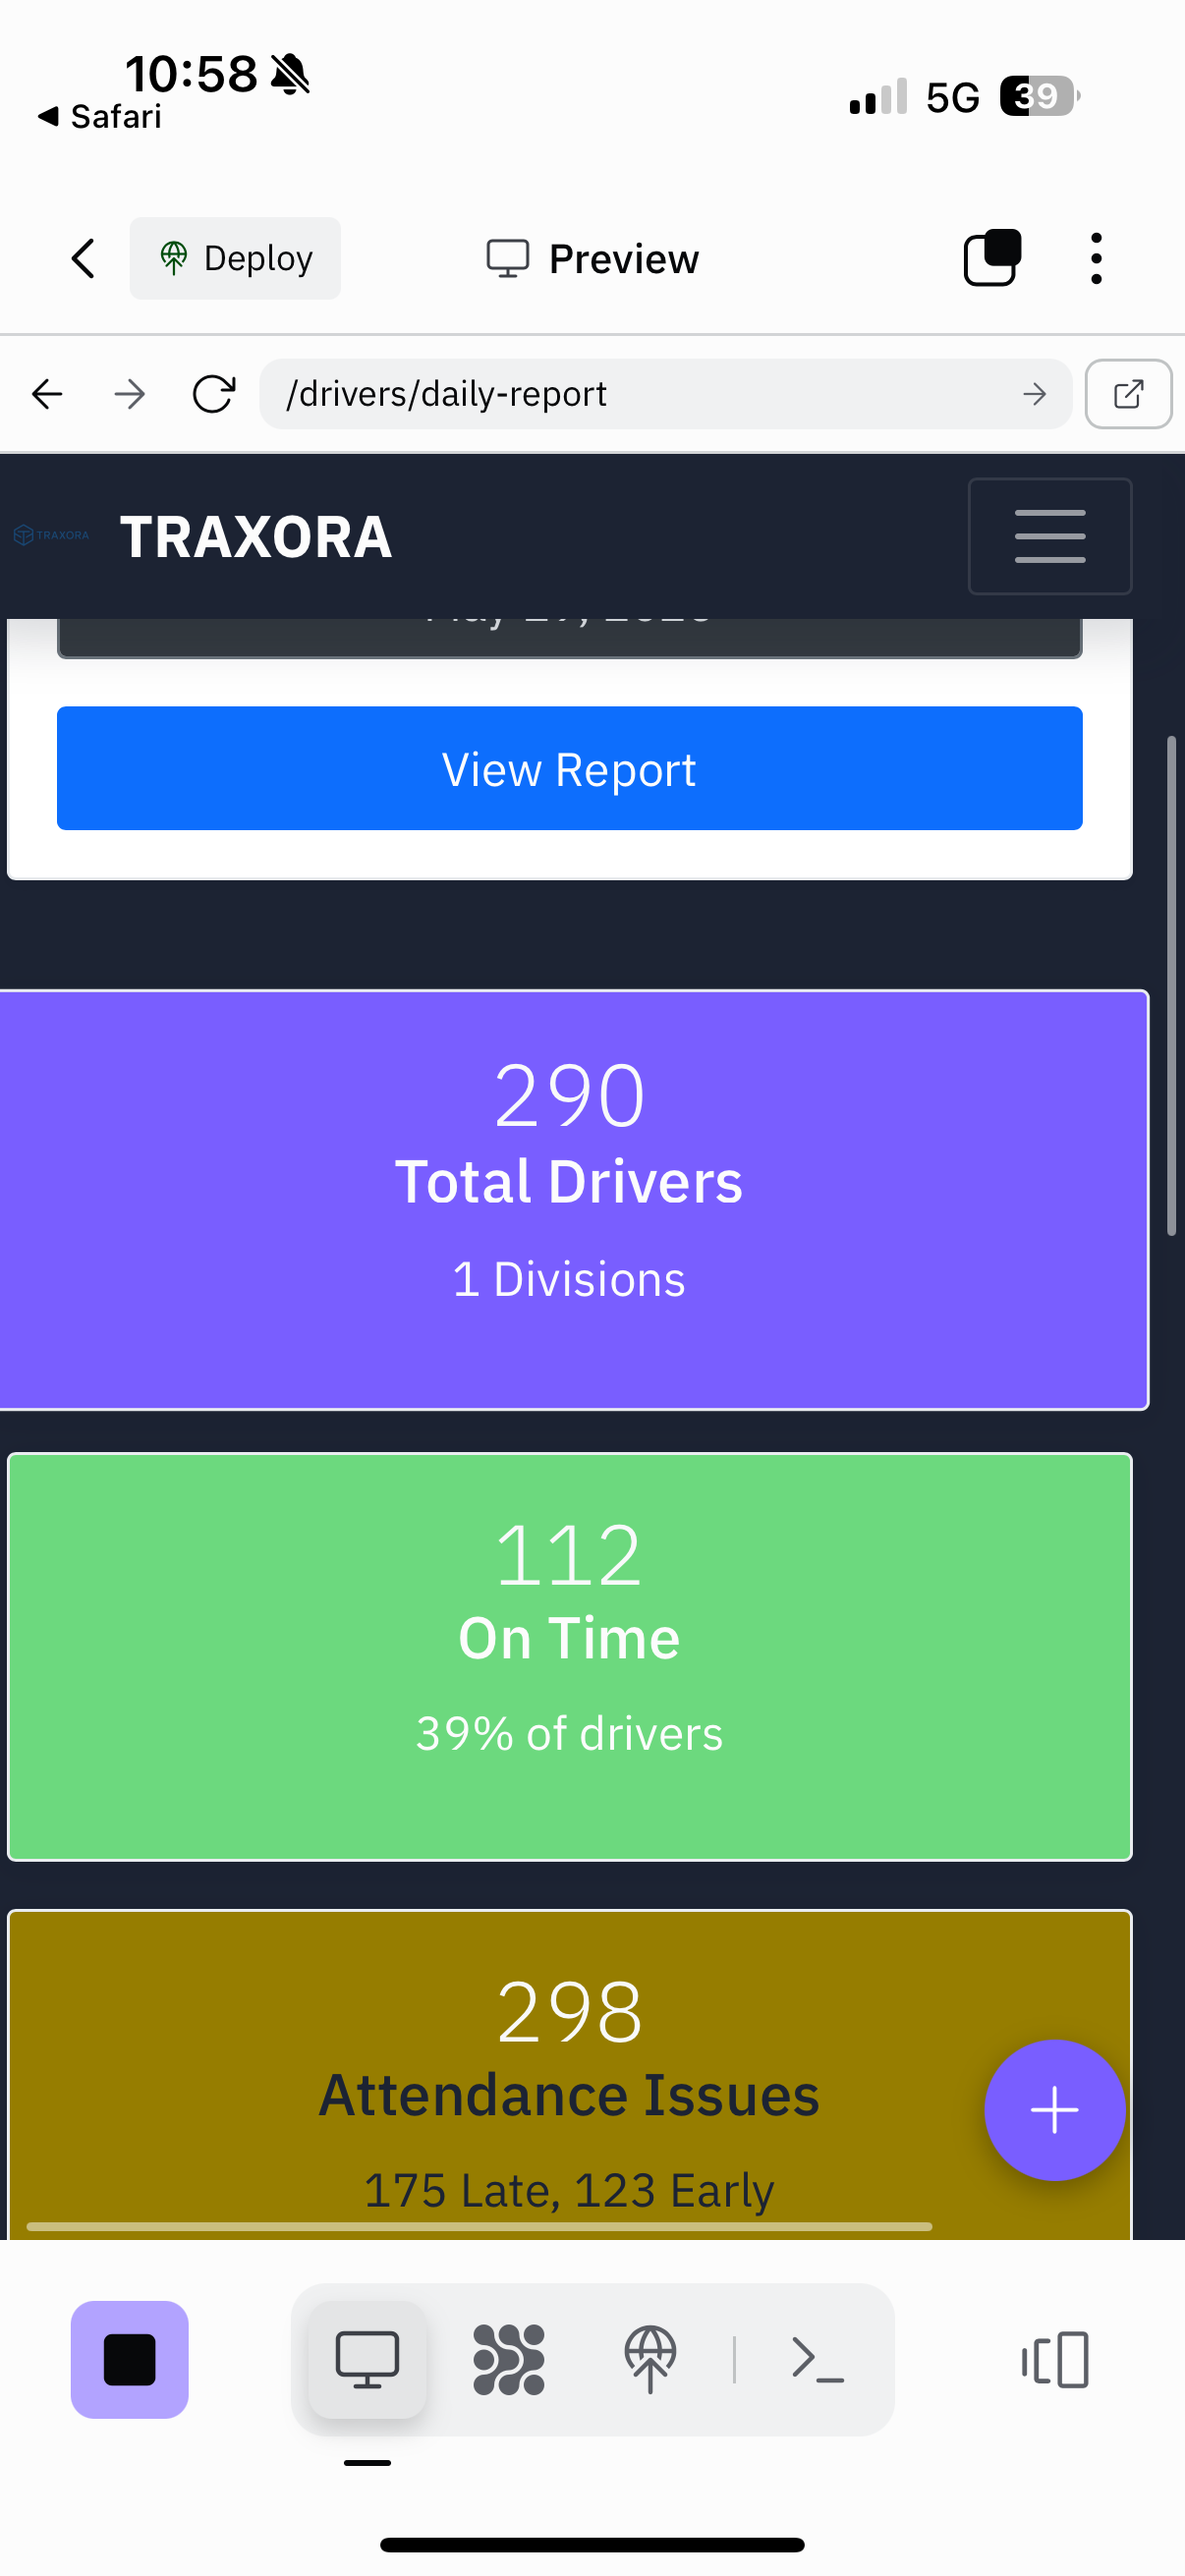 10:58
Safari
5G
39
Deploy
Preview
/drivers/daily-report
TRAXORA
TRAXORA
View Report
290
Total Drivers
1 Divisions
112
On Time
39% of drivers
298
Attendance Issues
175 Late, 123 Early